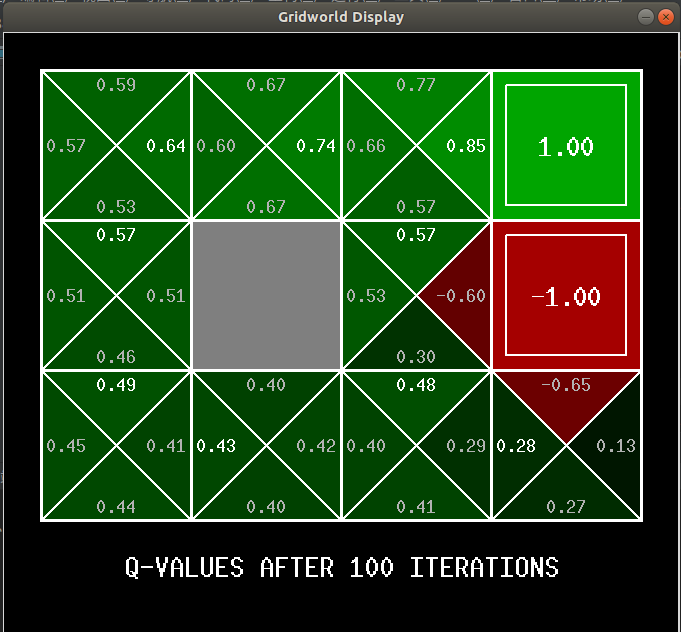 Gridworld Display
0.59 0.67 0.77
0.57 0.64 0.60 0.74 0.66 0.85 1.00
0.53 0.67 0.57
0.57 0.57
0.51 0.51 0.53 -0.60 -1.00
0.46 0.30
0.49 0.40 0.48 -0.65
0.45 0.41 0.43 0.42 0.40 0.29 0.28 0.13
0.44 0.40 0.41 0.27
Q-VALUES AFTER 100 ITERATIONS